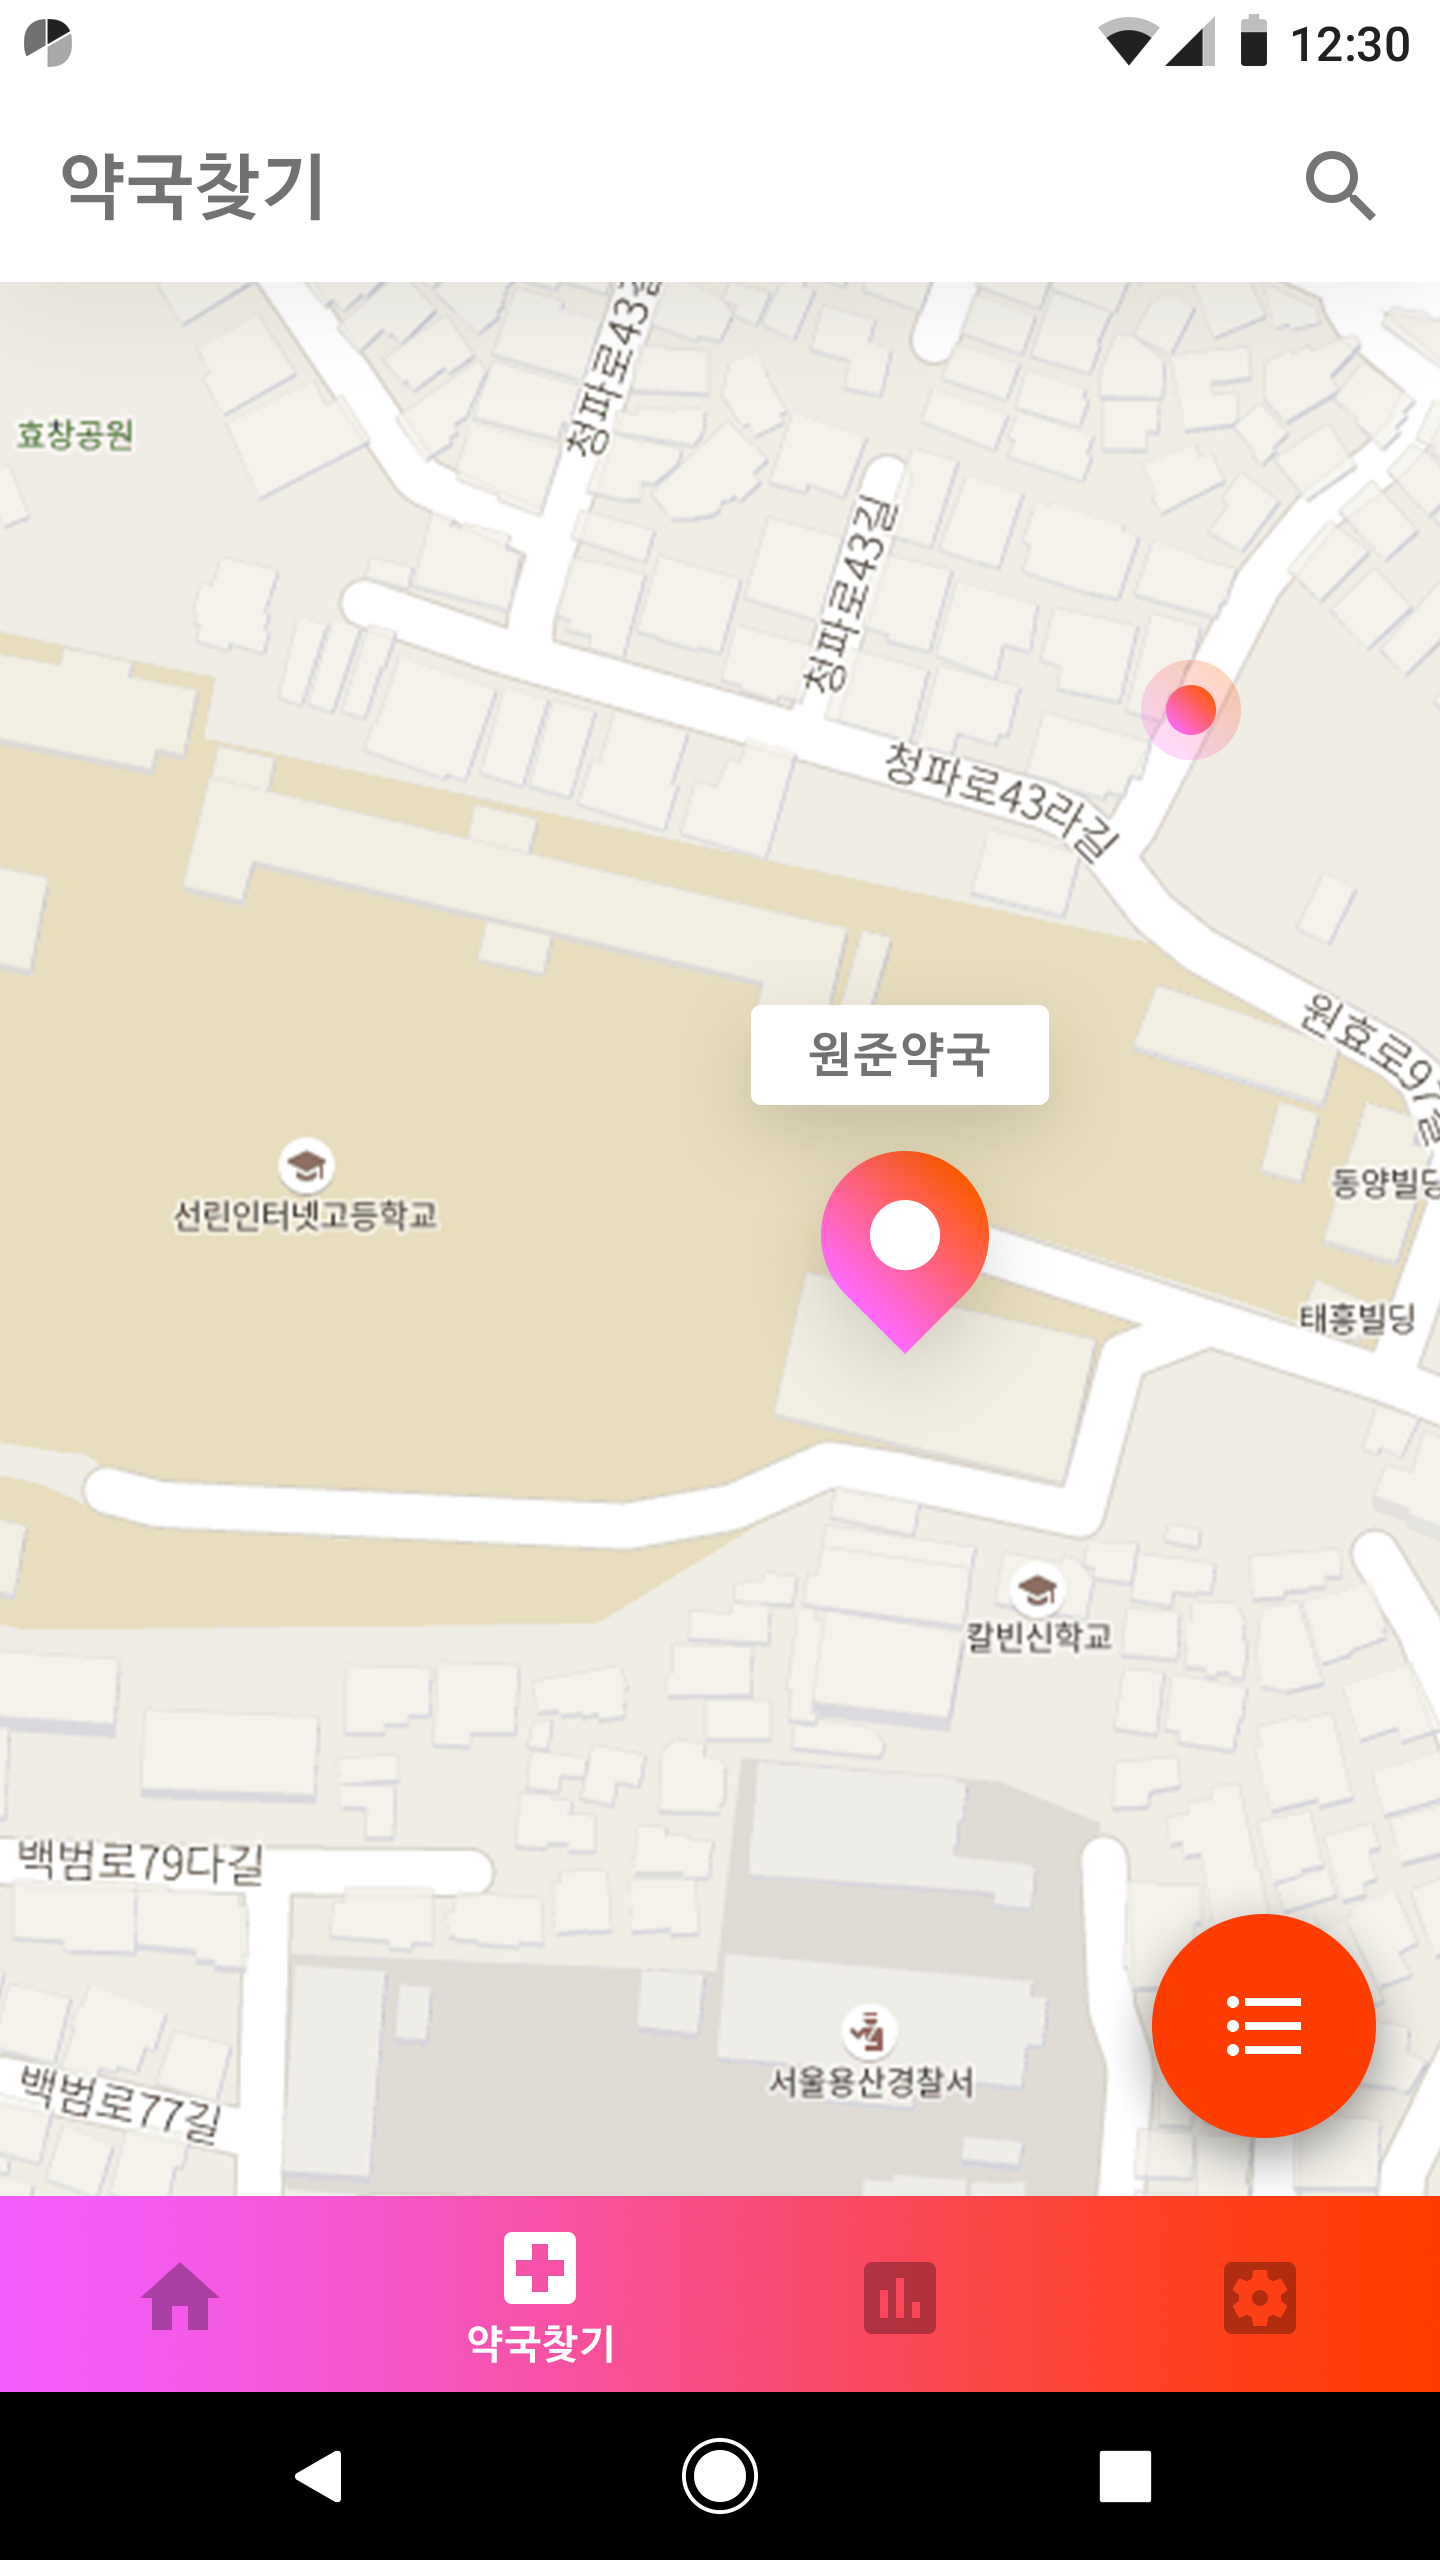 12:30
약국찾기
청파로43길
효창공원
청파로43길
청파로43라길
원효로97길
원준약국
선린인터넷고등학교
동양빌딩
태흥빌딩
칼빈신학교
백범로79다길
서울용산경찰서
백범로77길
약국찾기